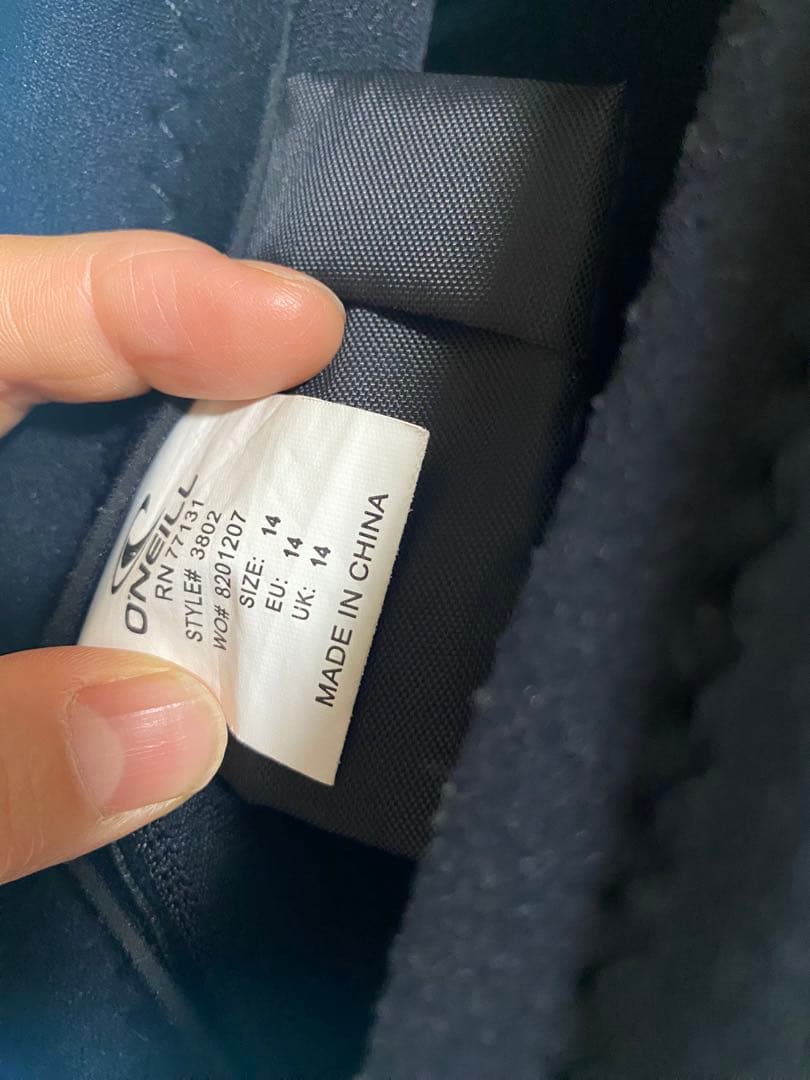 O'NEILL
RN 77131
STYLE# 3802
WO# 8201207
SIZE: 14
EU: 14
UK: 14
MADE IN CHINA